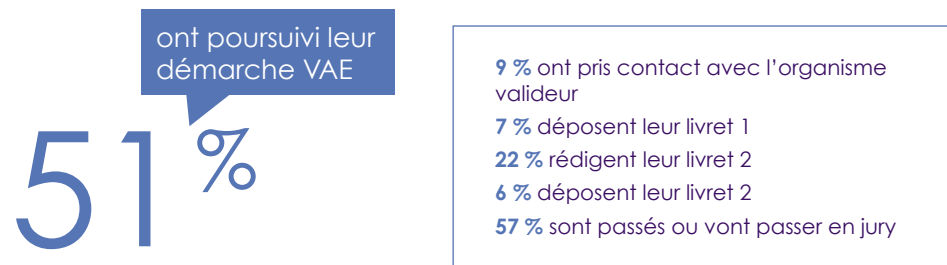 ont poursuivi leur
démarche VAE
51%
9 % ont pris contact avec l’organisme
valideur
7 % déposent leur livret 1
22 % rédigent leur livret 2
6 % déposent leur livret 2
57 % sont passés ou vont passer en jury